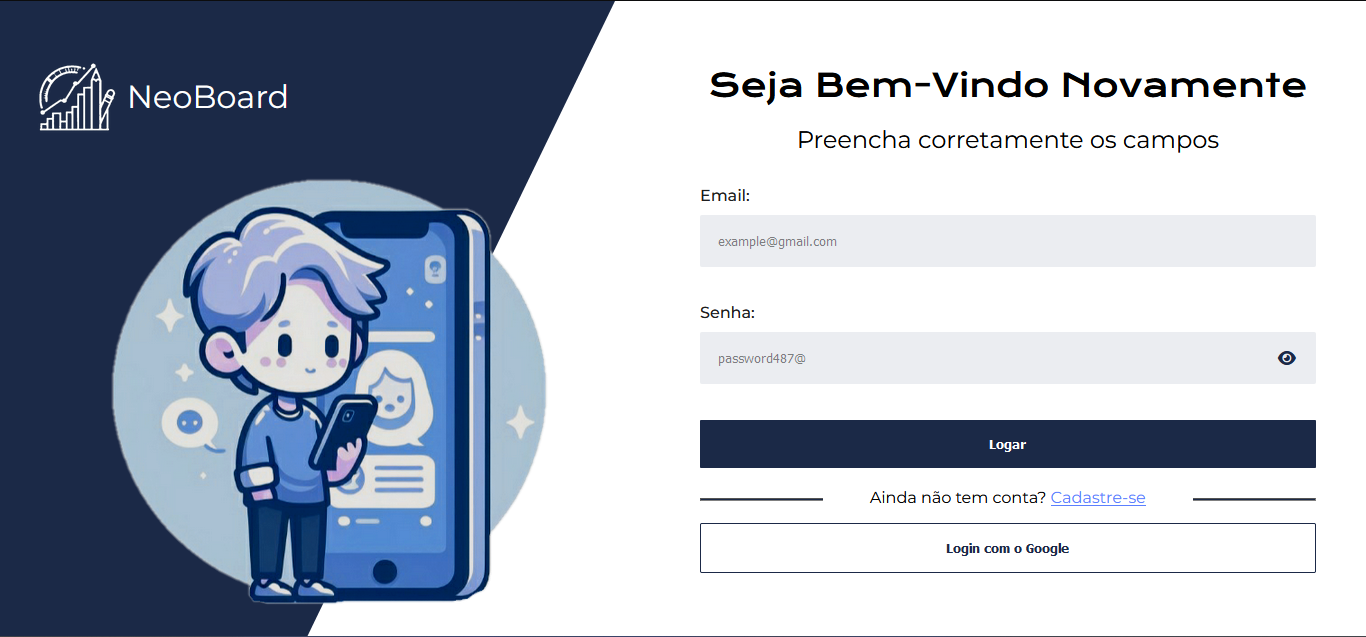 NeoBoard
Seja Bem-Vindo Novamente
Preencha corretamente os campos
Email:
example@gmail.com
Senha:
password487@
Logar
Ainda não tem conta? Cadastre-se
Login com o Google